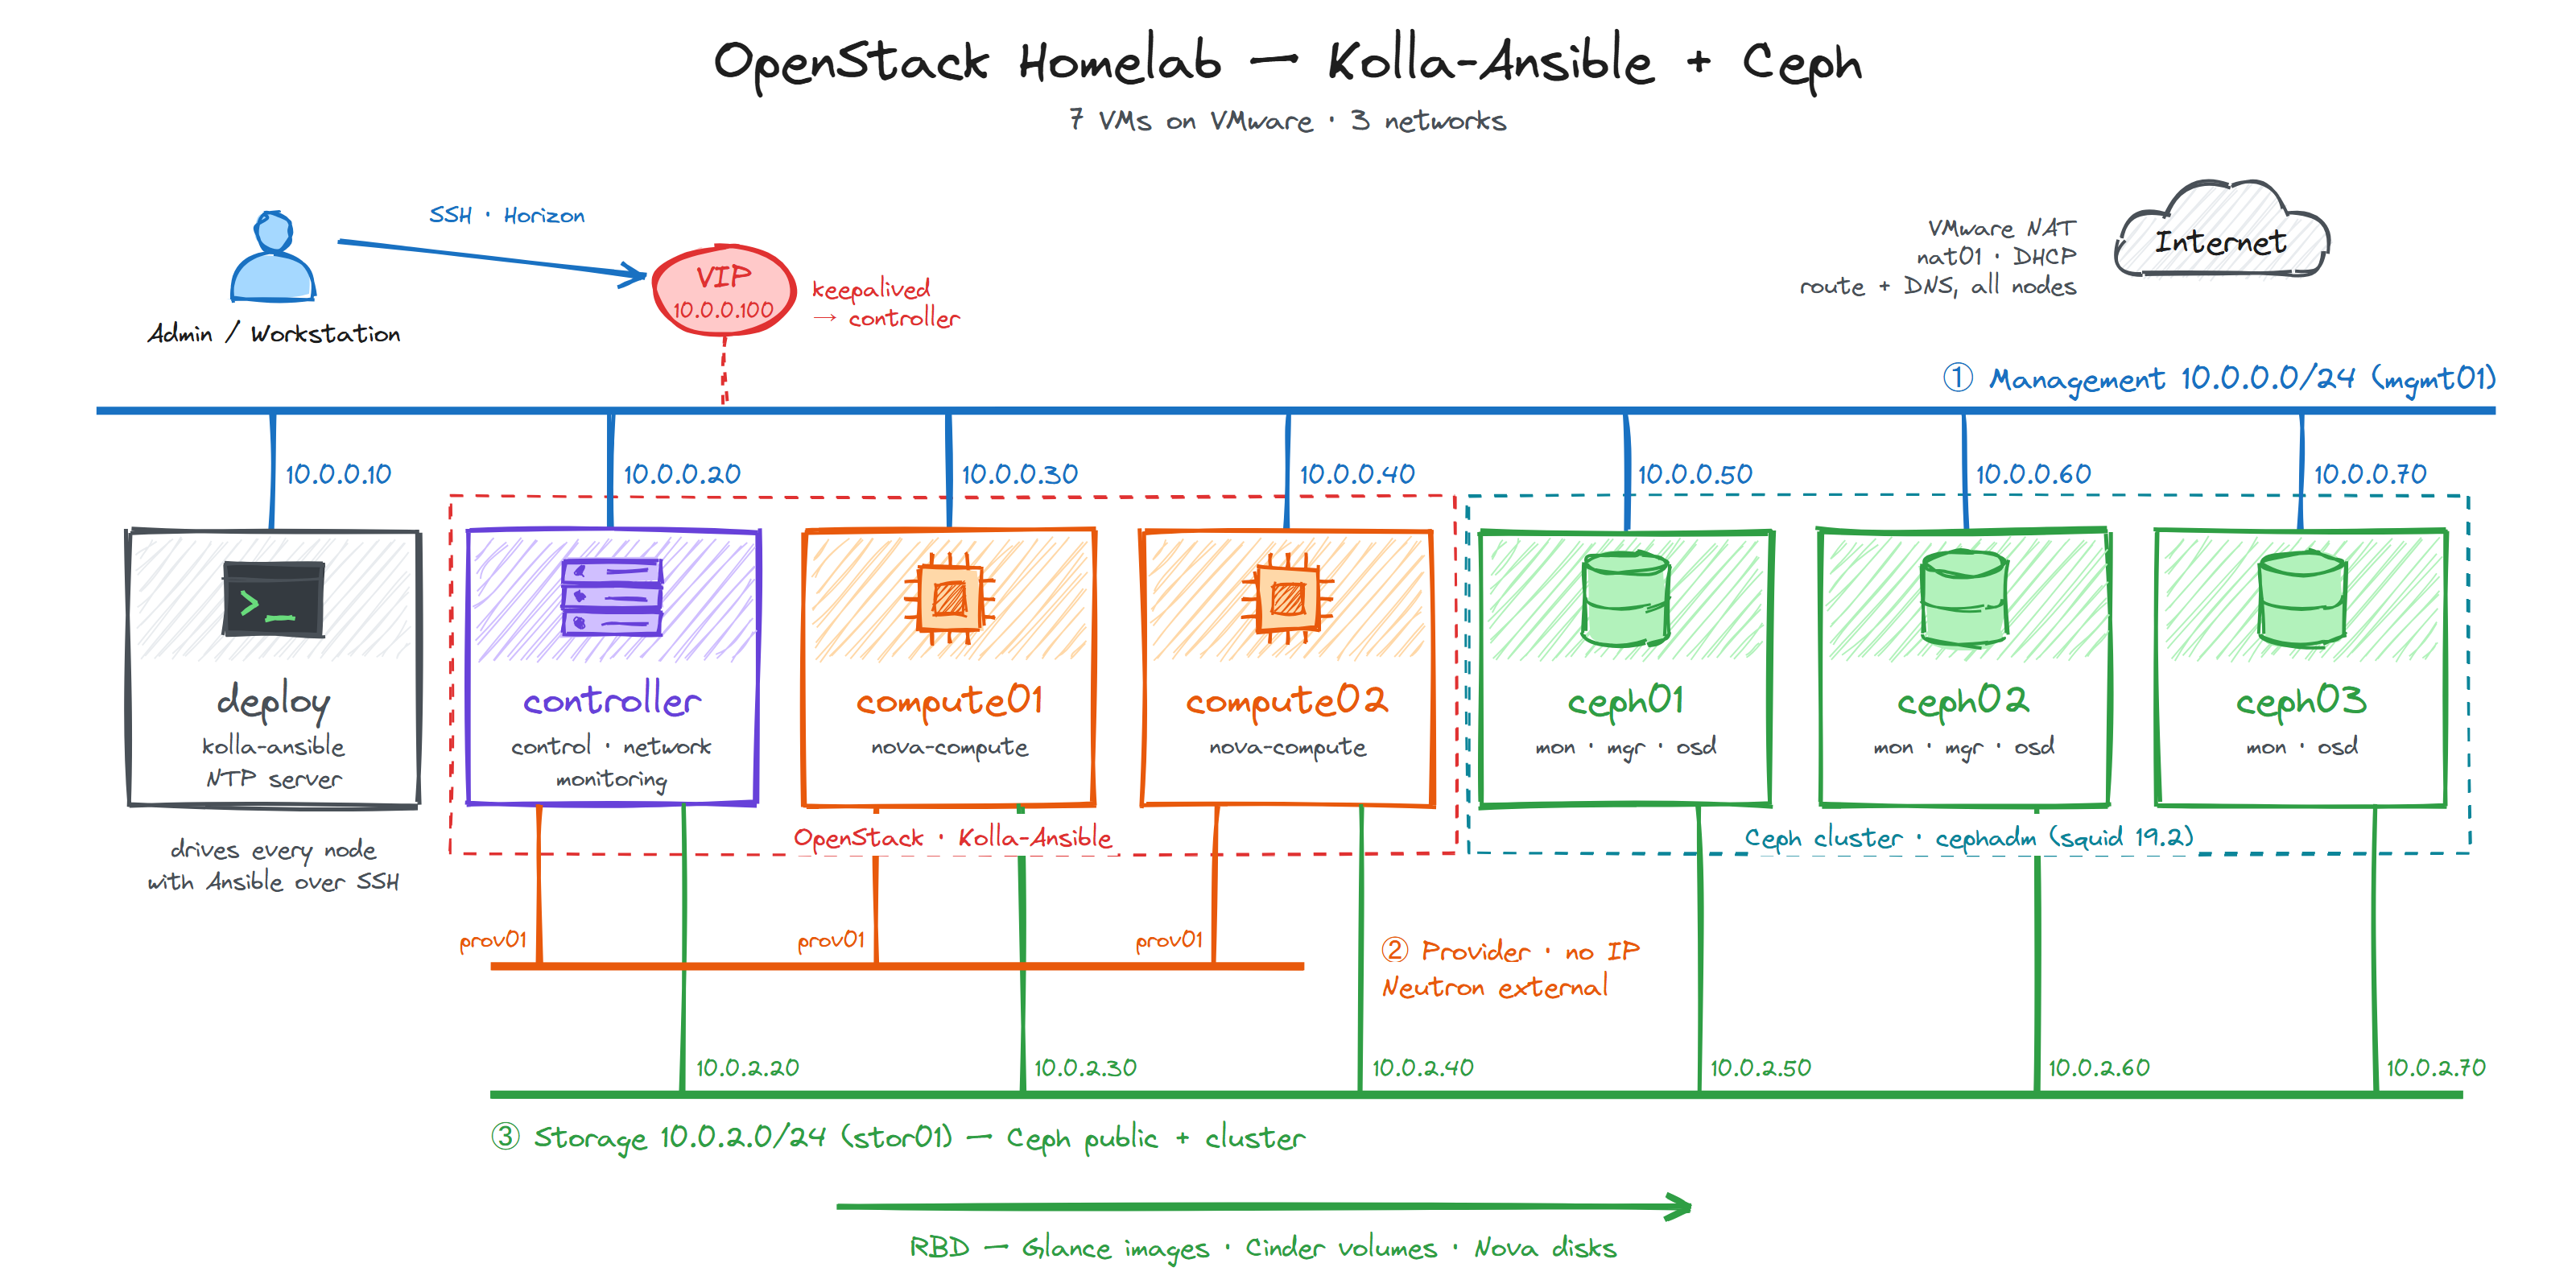 OpenStack Homelab — Kolla-Ansible + Ceph
7 VMs on VMware · 3 networks
SSH · Horizon
VIP
10.0.0.100
keepalived
→ controller
Admin / Workstation
VMware NAT
nat01 · DHCP
route + DNS, all nodes
Internet
① Management 10.0.0.0/24 (mgmt01)
10.0.0.10
10.0.0.20
10.0.0.30
10.0.0.40
10.0.0.50
10.0.0.60
10.0.0.70
>_
deploy
kolla-ansible
NTP server
controller
control · network
monitoring
compute01
nova-compute
compute02
nova-compute
ceph01
mon · mgr · osd
ceph02
mon · mgr · osd
ceph03
mon · osd
OpenStack · Kolla-Ansible
Ceph cluster · cephadm (squid 19.2)
drives every node
with Ansible over SSH
prov01
prov01
prov01
② Provider · no IP
Neutron external
10.0.2.20
10.0.2.30
10.0.2.40
10.0.2.50
10.0.2.60
10.0.2.70
③ Storage 10.0.2.0/24 (stor01) — Ceph public + cluster
RBD — Glance images · Cinder volumes · Nova disks